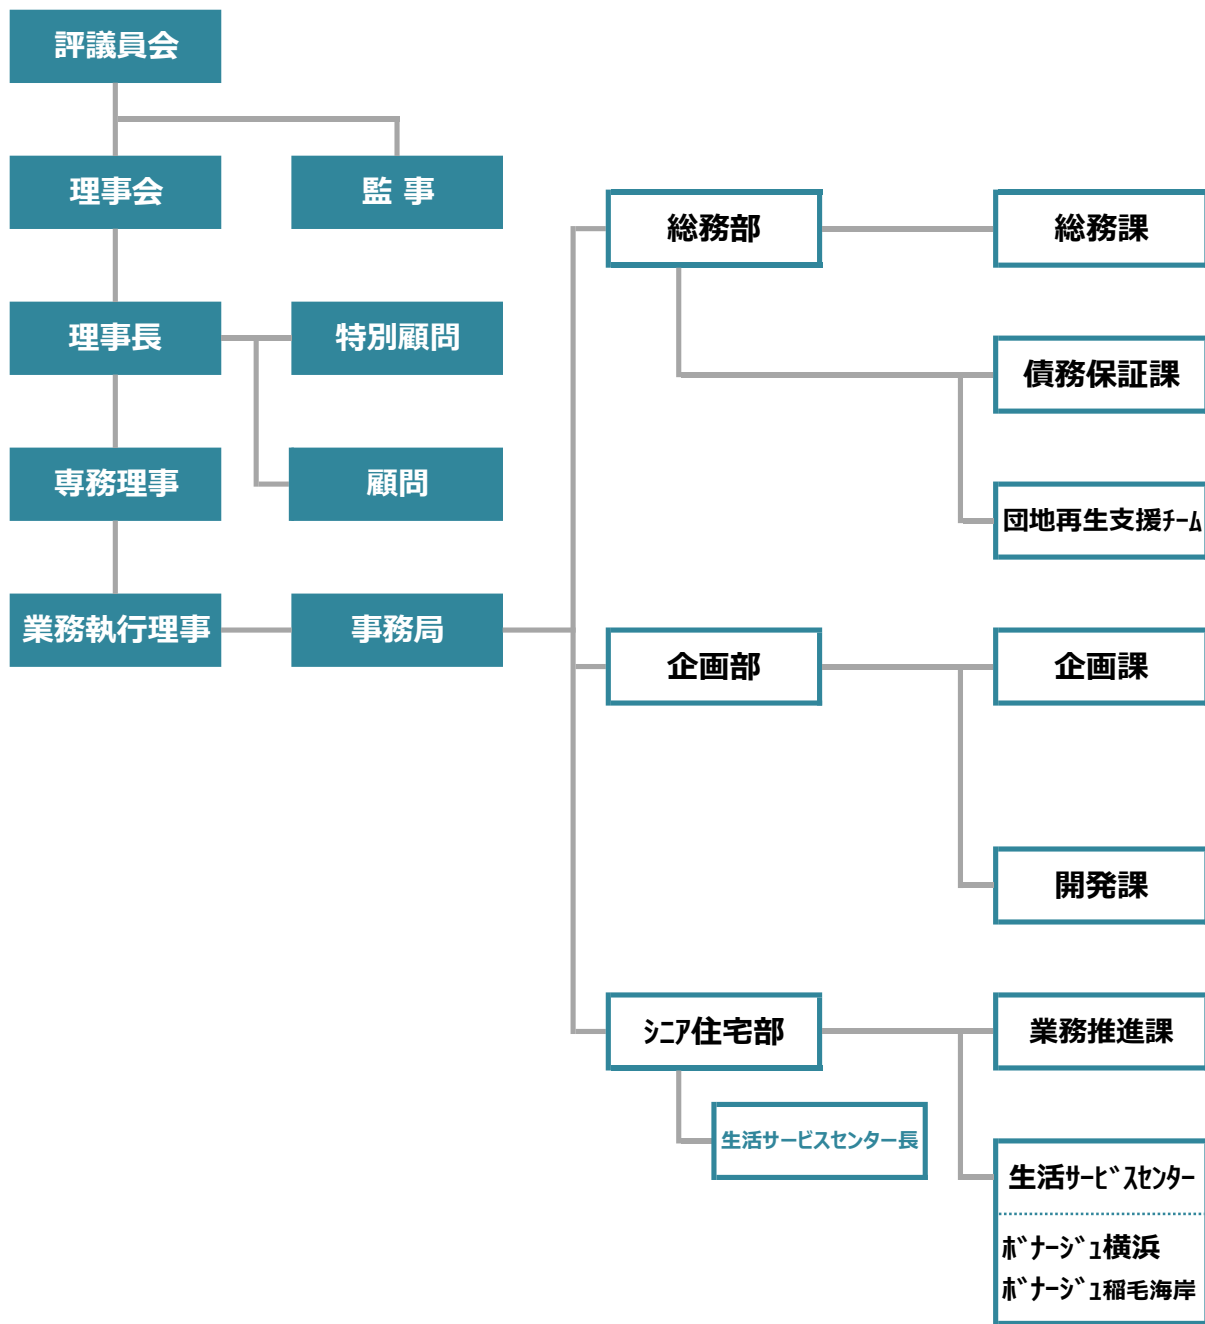 評議員会
理事会
監 事
理事長
特別顧問
専務理事
顧問
業務執行理事
事務局
総務部
総務課
債務保証課
団地再生支援ﾁｰﾑ
企画部
企画課
開発課
ｼﾆｱ住宅部
業務推進課
生活サービスセンター長
生活ｻｰﾋﾞｽｾﾝﾀｰ
ﾎﾞﾅｰｼﾞｭ横浜
ﾎﾞﾅｰｼﾞｭ稲毛海岸